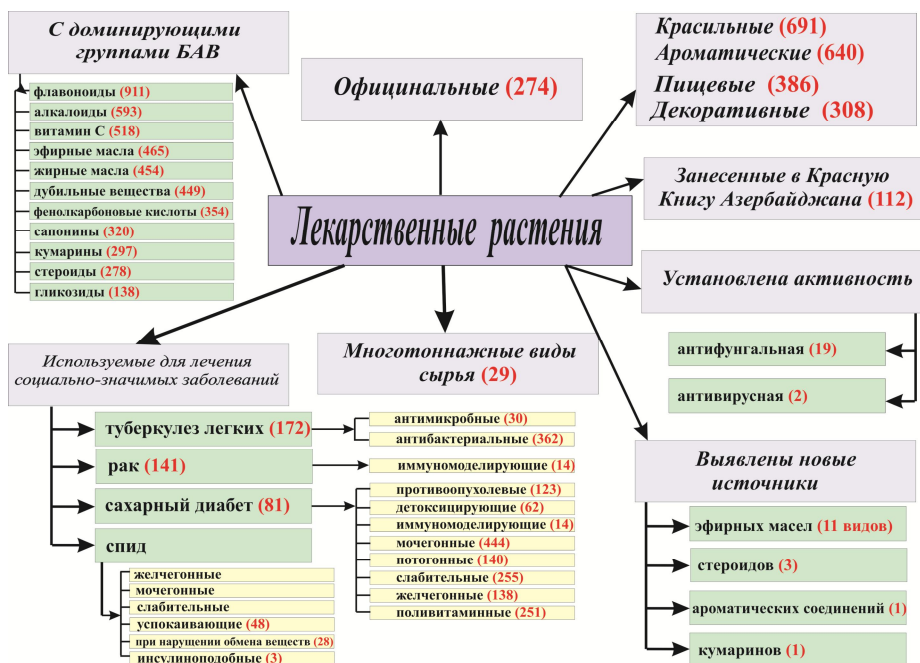 С доминирующими
группами БАВ
флавоноиды (911)
алкалоиды (593)
витамин С (518)
эфирные масла (465)
жирные масла (454)
дубильные вещества (449)
фенолкарбоновые кислоты (354)
сапонины (320)
кумарины (297)
стероиды (278)
гликозиды (138)
Официнальные (274)
Красильные (691)
Ароматические (640)
Пищевые (386)
Декоративные (308)
Занесенные в Красную
Книгу Азербайджана (112)
Лекарственные растения
Установлена активность
антифунгальная (19)
антивирусная (2)
Используемые для лечения
социально-значимых заболеваний
Многотоннажные виды
сырья (29)
туберкулез легких (172)
рак (141)
сахарный диабет (81)
спид
антимикробные (30)
антибактериальные (362)
иммуномоделирующие (14)
противоопухолевые (123)
детоксицирующие (62)
иммуномоделирующие (14)
мочегонные (444)
потогонные (140)
слабительные (255)
желчегонные (138)
поливитаминные (251)
желчегонные
мочегонные
слабительные
успокаивающие (48)
при нарушении обмена веществ (28)
инсулиноподобные (3)
Выявлены новые
источники
эфирных масел (11 видов)
стероидов (3)
ароматических соединений (1)
кумаринов (1)